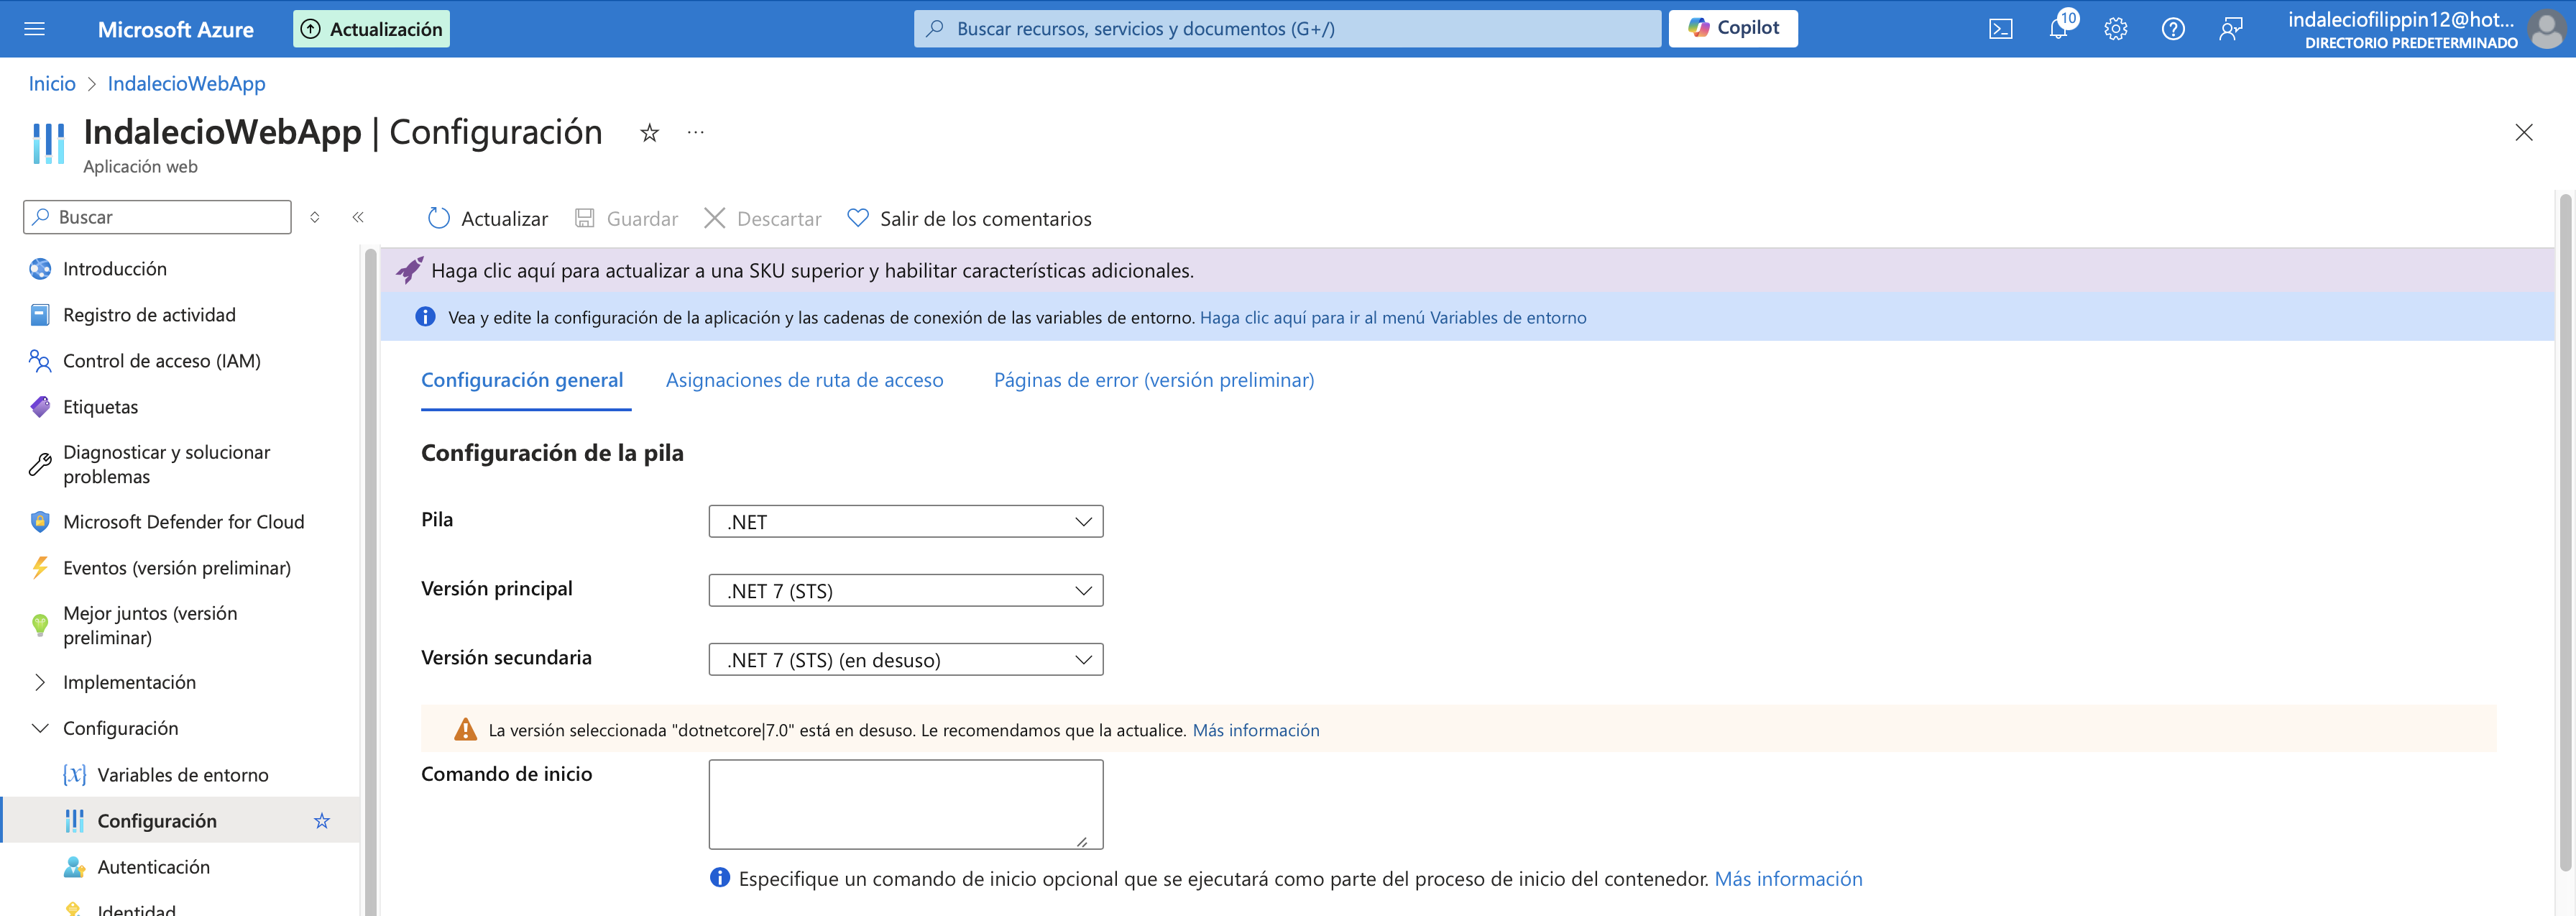 Microsoft Azure
Actualización
Buscar recursos, servicios y documentos (G+/)
Copilot
10
indaleciofilippin12@hot...
DIRECTORIO PREDETERMINADO
Inicio > IndalecioWebApp
IndalecioWebApp | Configuración
Aplicación web
Buscar
Actualizar
Guardar
Descartar
Salir de los comentarios
Introducción
Registro de actividad
Control de acceso (IAM)
Etiquetas
Diagnosticar y solucionar
problemas
Microsoft Defender for Cloud
Eventos (versión preliminar)
Mejor juntos (versión
preliminar)
Implementación
Configuración
Variables de entorno
Configuración
Autenticación
Identidad
Haga clic aquí para actualizar a una SKU superior y habilitar características adicionales.
Vea y edite la configuración de la aplicación y las cadenas de conexión de las variables de entorno. Haga clic aquí para ir al menú Variables de entorno
Configuración general
Asignaciones de ruta de acceso
Páginas de error (versión preliminar)
Configuración de la pila
Pila
.NET
Versión principal
.NET 7 (STS)
Versión secundaria
.NET 7 (STS) (en desuso)
La versión seleccionada "dotnetcore|7.0" está en desuso. Le recomendamos que la actualice. Más información
Comando de inicio
Especifique un comando de inicio opcional que se ejecutará como parte del proceso de inicio del contenedor. Más información